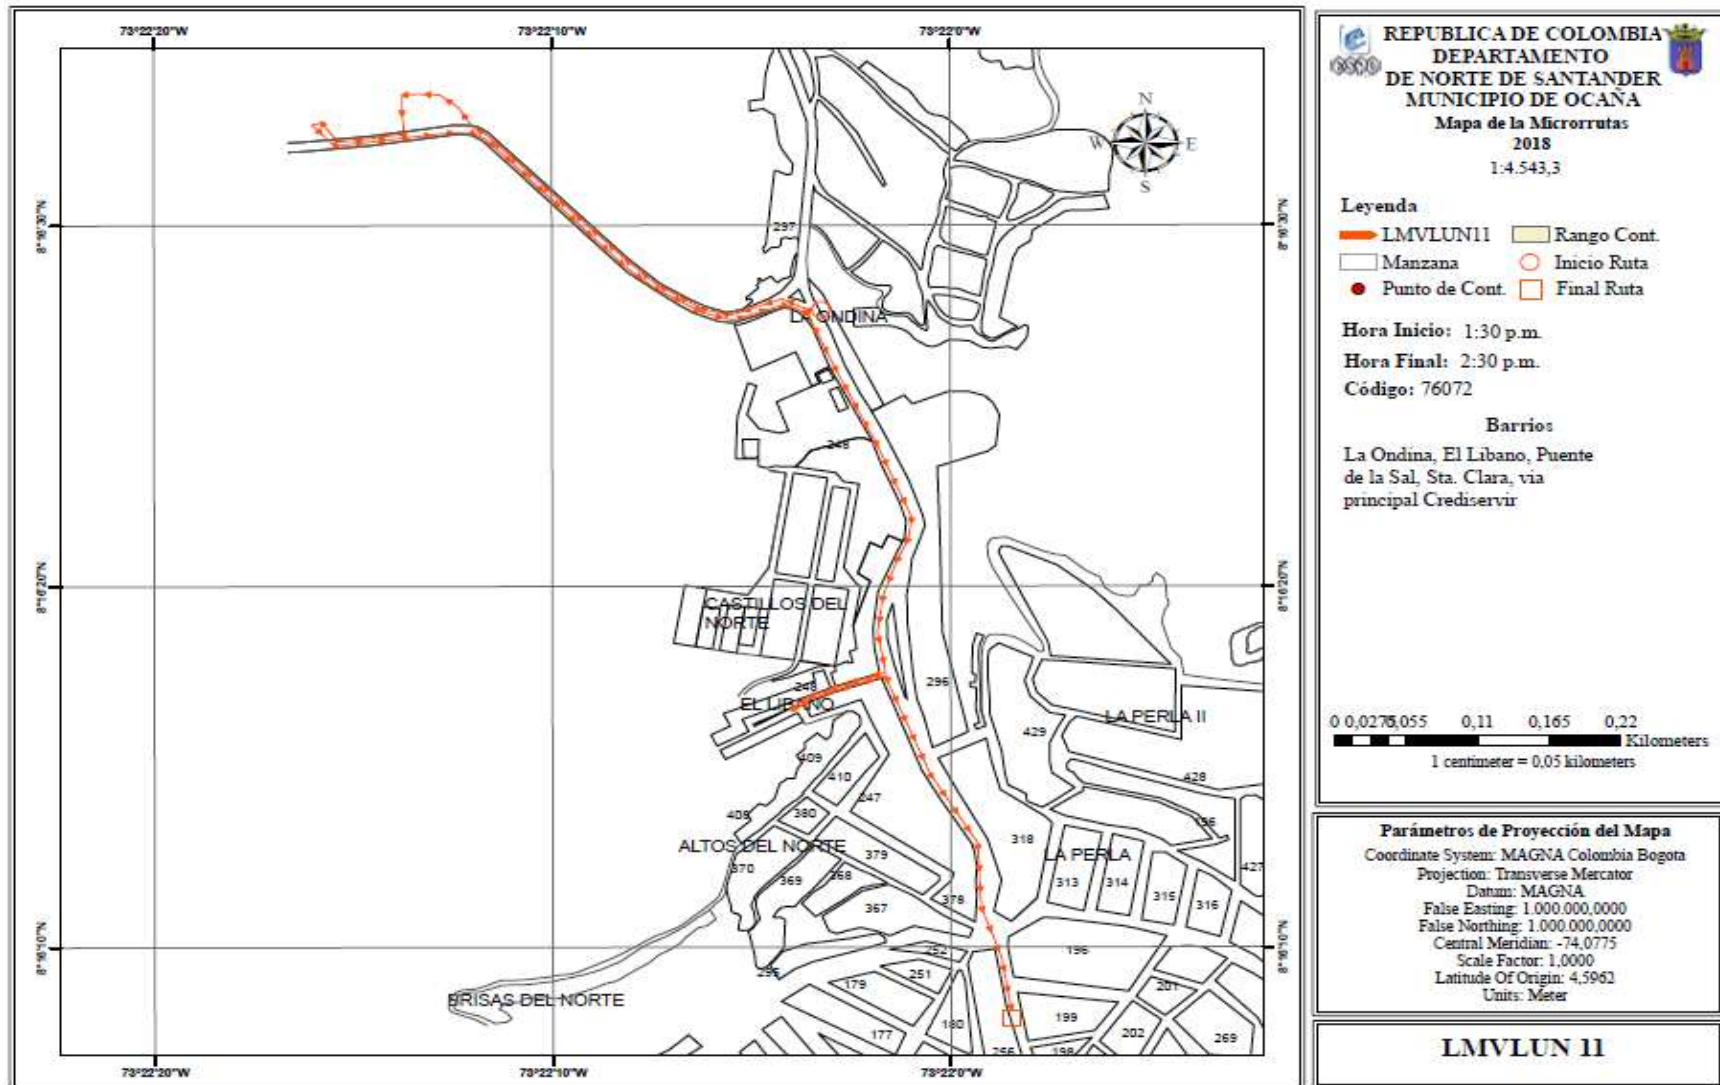 73°22'20"W
73°22'10"W
73°22'0"W
8°16'30"N
8°16'30"N
297
LA ONDINA
248
8°16'20"N
8°16'20"N
CASTILLOS DEL
NORTE
248
EL LIBANO
296
LA PERLA II
429
409
410
428
247
409
380
196
318
ALTOS DEL NORTE
379
LA PERLA
370
369
368
313
314
315
316
427
367
378
8°16'10"N
8°16'10"N
252
196
295
251
179
201
BRISAS DEL NORTE
199
177
180
202
269
256
198
73°22'20"W
73°22'10"W
73°22'0"W
N
W
E
S
REPUBLICA DE COLOMBIA
DEPARTAMENTO
DE NORTE DE SANTANDER
MUNICIPIO DE OCAÑA
Mapa de la Microrrutas
2018
1:4.543,3
Leyenda
LMVLUN11
Rango Cont.
Manzana
Inicio Ruta
Punto de Cont.
Final Ruta
Hora Inicio: 1:30 p.m.
Hora Final: 2:30 p.m.
Código: 76072
Barrios
La Ondina, El Libano, Puente
de la Sal, Sta. Clara, via
principal Crediservir
0 0,0275 0,055 0,11 0,165 0,22
Kilometers
1 centimeter = 0,05 kilometers
Parámetros de Proyección del Mapa
Coordinate System: MAGNA Colombia Bogota
Projection: Transverse Mercator
Datum: MAGNA
False Easting: 1.000.000,0000
False Northing: 1.000.000,0000
Central Meridian: -74,0775
Scale Factor: 1,0000
Latitude Of Origin: 4,5962
Units: Meter
LMVLUN 11